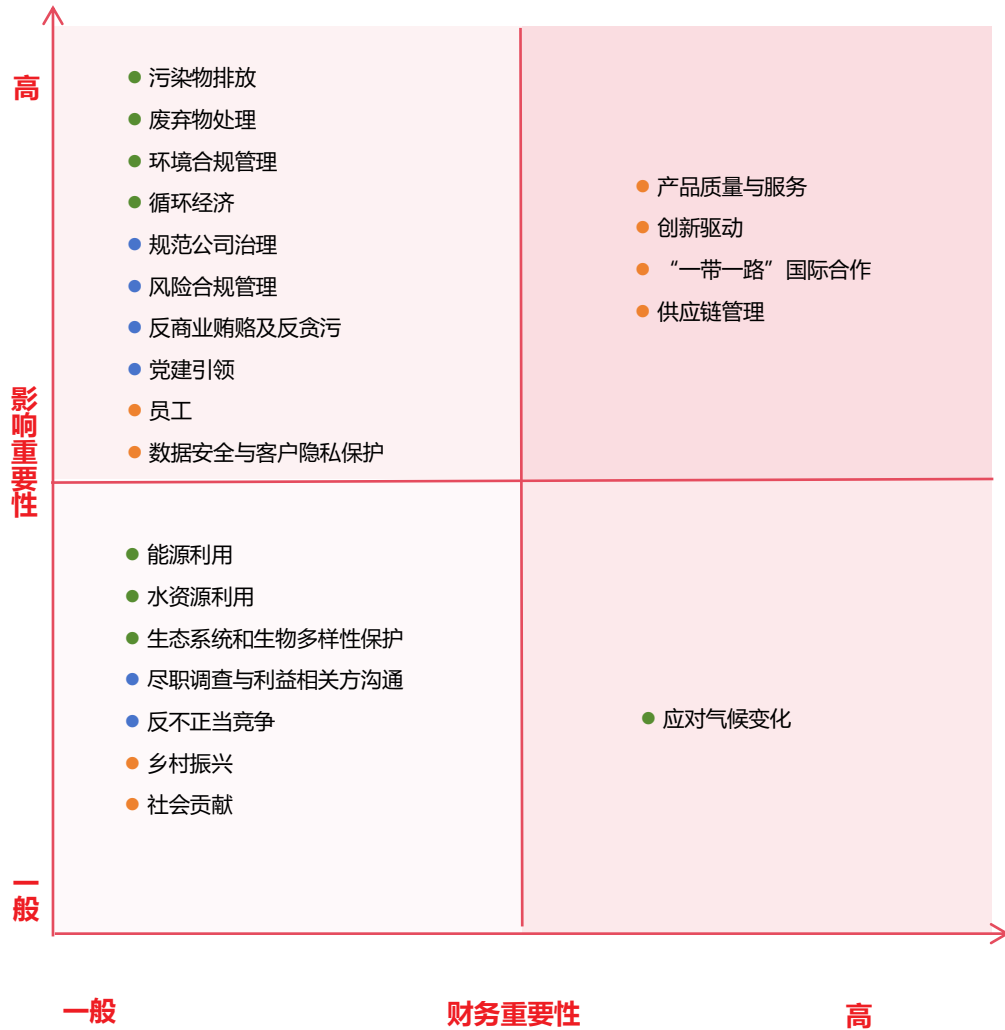 高
污染物排放
废弃物处理
环境合规管理
循环经济
规范公司治理
风险合规管理
反商业贿赂及反贪污
党建引领
员工
数据安全与客户隐私保护
产品质量与服务
创新驱动
“一带一路”国际合作
供应链管理
影响重要性
能源利用
水资源利用
生态系统和生物多样性保护
尽职调查与利益相关方沟通
反不正当竞争
乡村振兴
社会贡献
应对气候变化
一般
一般
财务重要性
高